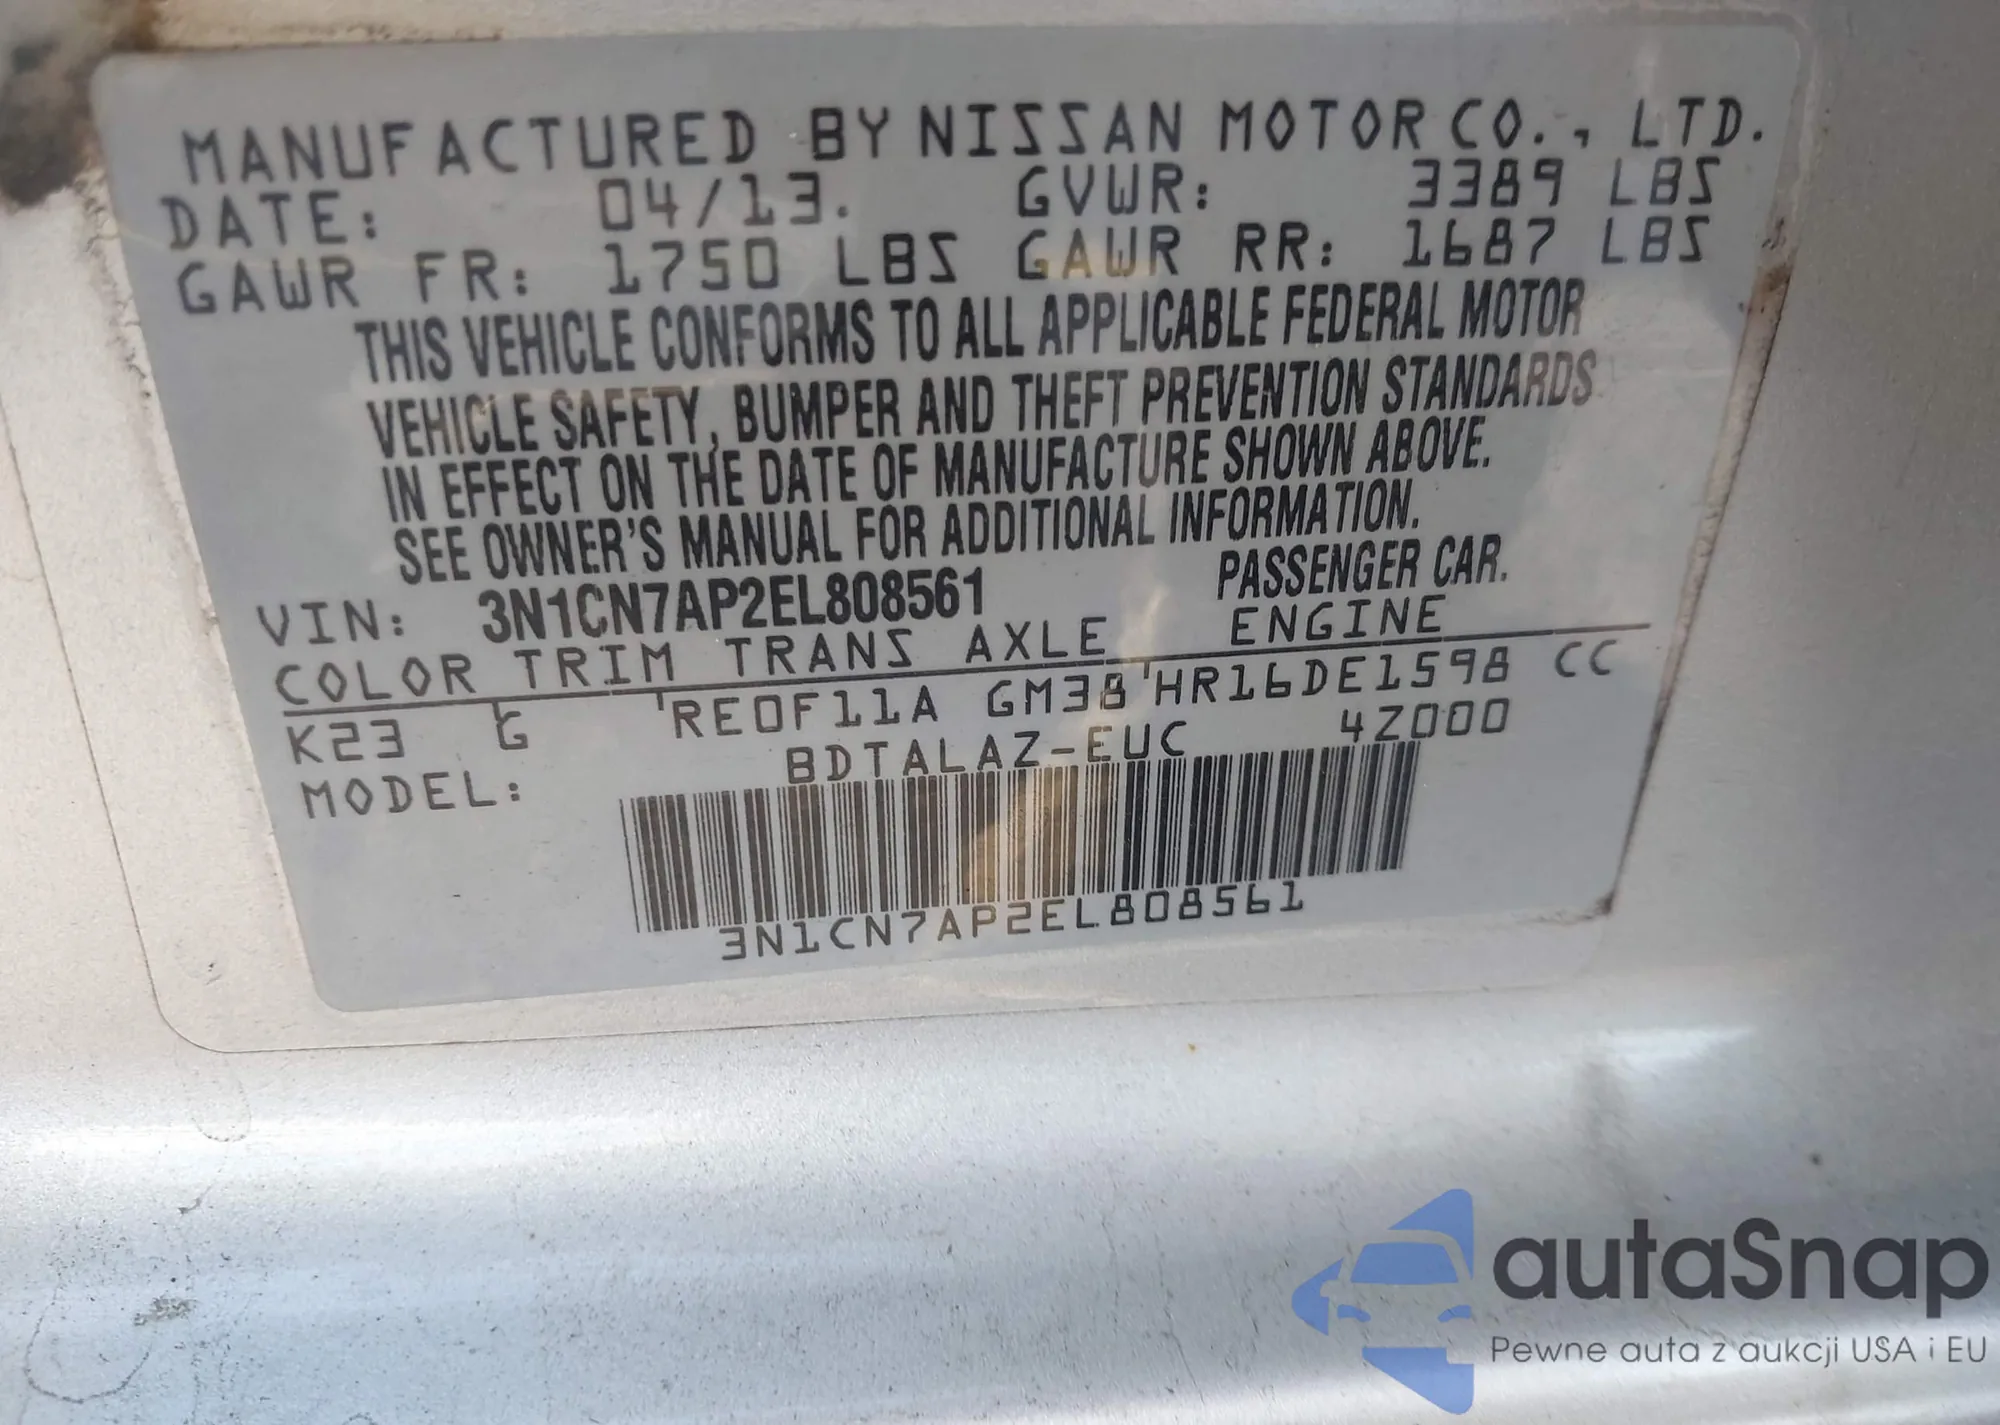 MANUFACTURED BY NISSAN MOTOR CO., LTD.
DATE: 04/13. GVWR: 3389 LBS
GAWR FR: 1750 LBS GAWR RR: 1687 LBS
THIS VEHICLE CONFORMS TO ALL APPLICABLE FEDERAL MOTOR
VEHICLE SAFETY, BUMPER AND THEFT PREVENTION STANDARDS
IN EFFECT ON THE DATE OF MANUFACTURE SHOWN ABOVE.
SEE OWNER'S MANUAL FOR ADDITIONAL INFORMATION.
VIN: 3N1CN7AP2EL808561 PASSENGER CAR.
COLOR TRIM TRANS AXLE ENGINE
K23 G RE0F11A GM38 HR16DE1598 CC
MODEL: BDTALAZ-EUC 4Z000
3N1CN7AP2EL808561
autaSnap
Pewne auta z aukcji USA i EU